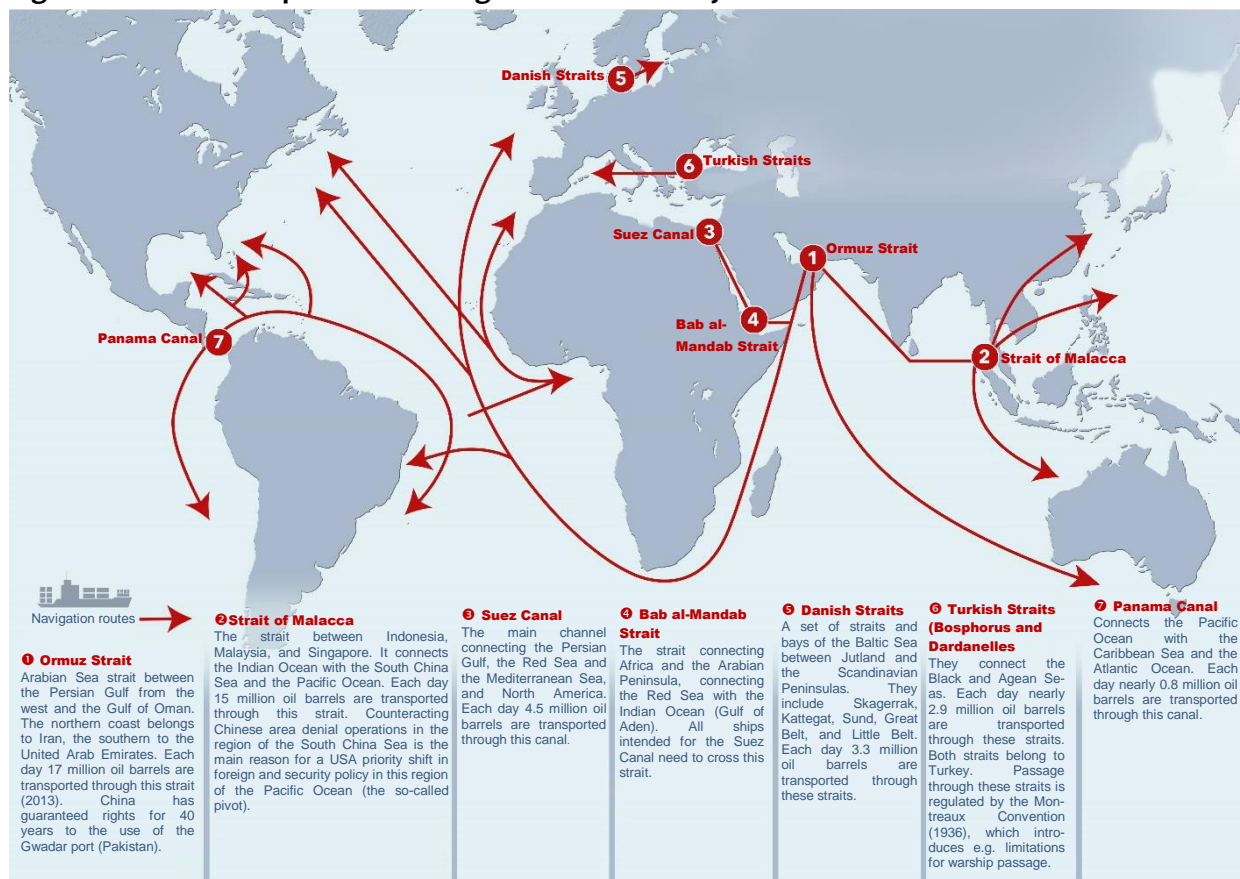 Danish Straits
5
6
Turkish Straits
Suez Canal
3
Ormuz Strait
1
4
Bab al-
Mandab Strait
Panama Canal
7
2
Strait of Malacca
Navigation routes
❶ Ormuz Strait
Arabian Sea strait between
the Persian Gulf from the
west and the Gulf of Oman.
The northern coast belongs
to Iran, the southern to the
United Arab Emirates. Each
day 17 million oil barrels are
transported through this strait
(2013). China has
guaranteed rights for 40
years to the use of the
Gwadar port (Pakistan).
❷Strait of Malacca
The strait between Indonesia,
Malaysia, and Singapore. It connects
the Indian Ocean with the South China
Sea and the Pacific Ocean. Each day
15 million oil barrels are transported
through this strait. Counteracting
Chinese area denial operations in the
region of the South China Sea is the
main reason for a USA priority shift in
foreign and security policy in this region
of the Pacific Ocean (the so-called
pivot).
❸ Suez Canal
The main channel
connecting the Persian
Gulf, the Red Sea and
the Mediterranean Sea,
and North America.
Each day 4.5 million oil
barrels are transported
through this canal.
❹ Bab al-Mandab
Strait
The strait connecting
Africa and the Arabian
Peninsula, connecting
the Red Sea with the
Indian Ocean (Gulf of
Aden). All ships
intended for the Suez
Canal need to cross this
strait.
❺ Danish Straits
A set of straits and
bays of the Baltic Sea
between Jutland and
the Scandinavian
Peninsulas. They
include Skagerrak,
Kattegat, Sund, Great
Belt, and Little Belt.
Each day 3.3 million
oil barrels are
transported through
these straits.
❻ Turkish Straits
(Bosphorus and
Dardanelles
They connect the
Black and Agean Se-
as. Each day nearly
2.9 million oil barrels
are transported
through these straits.
Both straits belong to
Turkey. Passage
through these straits is
regulated by the Mon-
treaux Convention
(1936), which intro-
duces e.g. limitations
for warship passage.
❼ Panama Canal
Connects the Pacific
Ocean with the
Caribbean Sea and the
Atlantic Ocean. Each
day nearly 0.8 million oil
barrels are transported
through this canal.